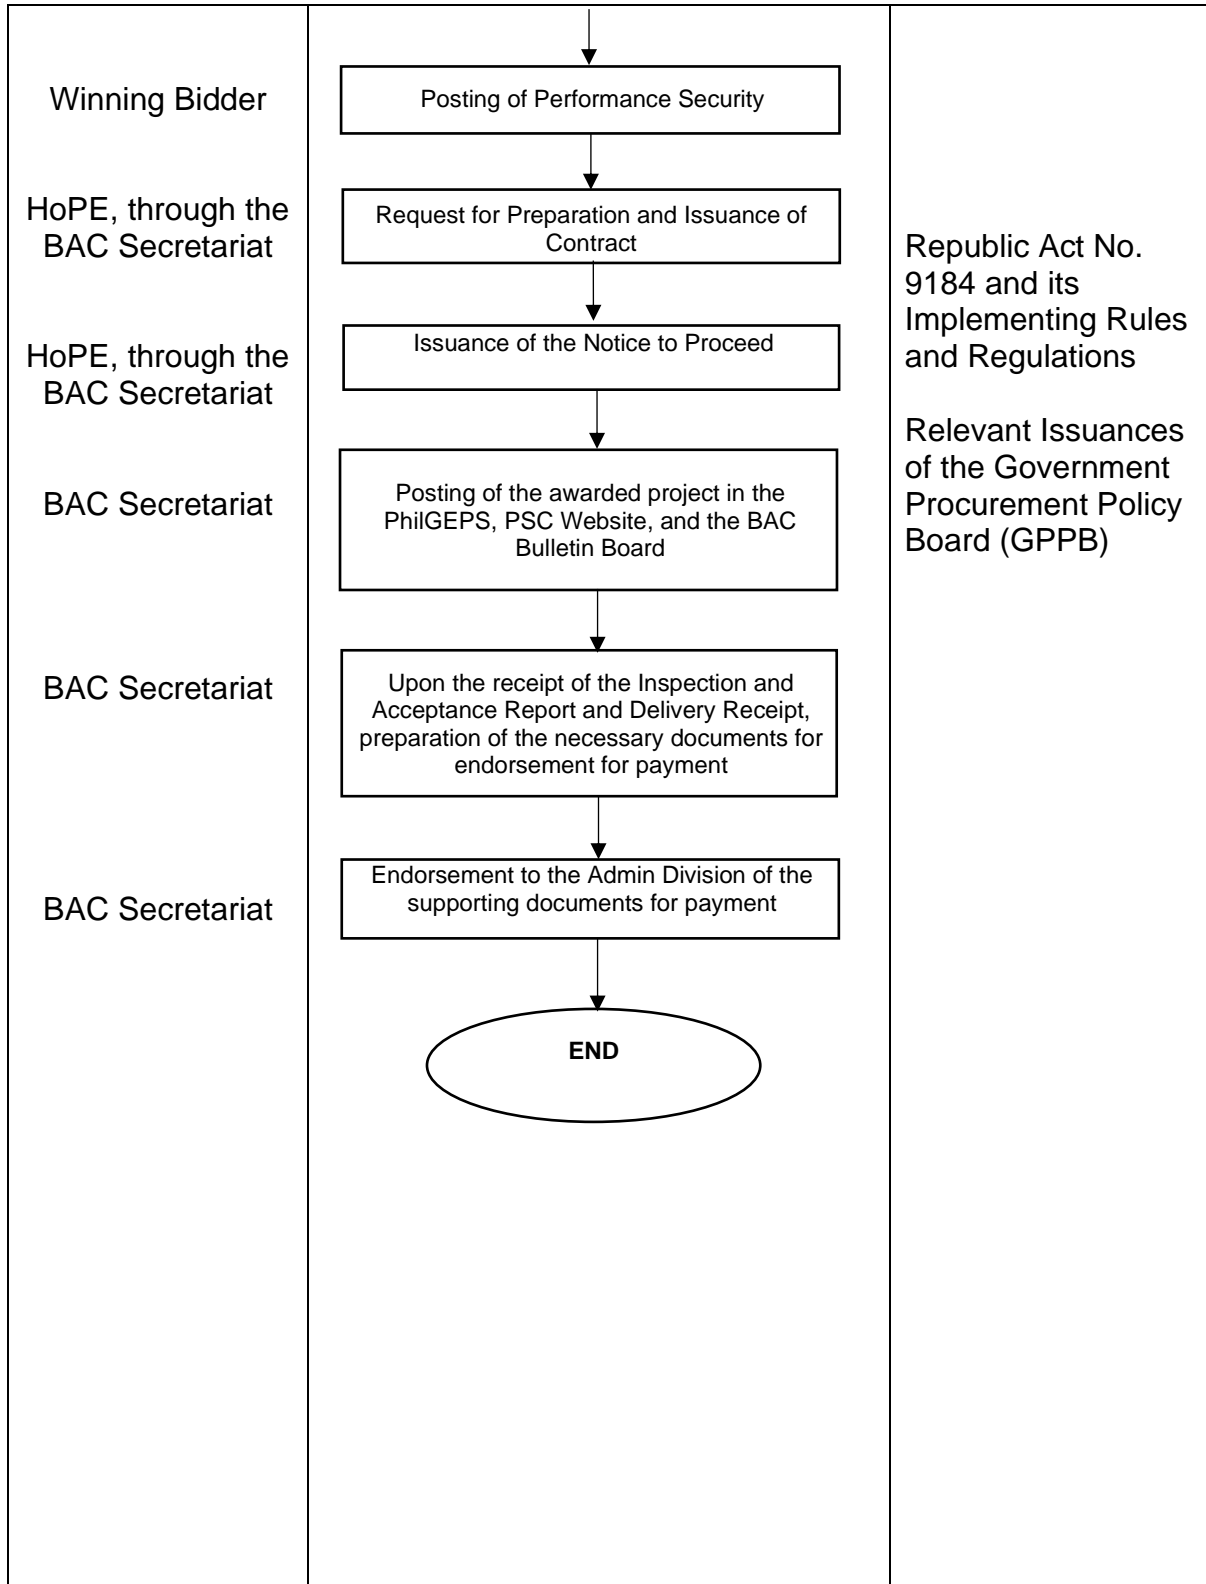 Winning Bidder
Posting of Performance Security
HoPE, through the
BAC Secretariat
Request for Preparation and Issuance of
Contract
HoPE, through the
BAC Secretariat
Issuance of the Notice to Proceed
BAC Secretariat
Posting of the awarded project in the
PhilGEPS, PSC Website, and the BAC
Bulletin Board
BAC Secretariat
Upon the receipt of the Inspection and
Acceptance Report and Delivery Receipt,
preparation of the necessary documents for
endorsement for payment
BAC Secretariat
Endorsement to the Admin Division of the
supporting documents for payment
END
Republic Act No.
9184 and its
Implementing Rules
and Regulations
Relevant Issuances
of the Government
Procurement Policy
Board (GPPB)